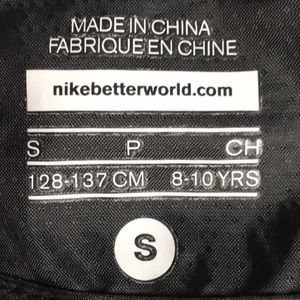 MADE IN CHINA
FABRIQUE EN CHINE
nikebetterworld.com
S P CH
128-137 CM 8-10 YRS
S